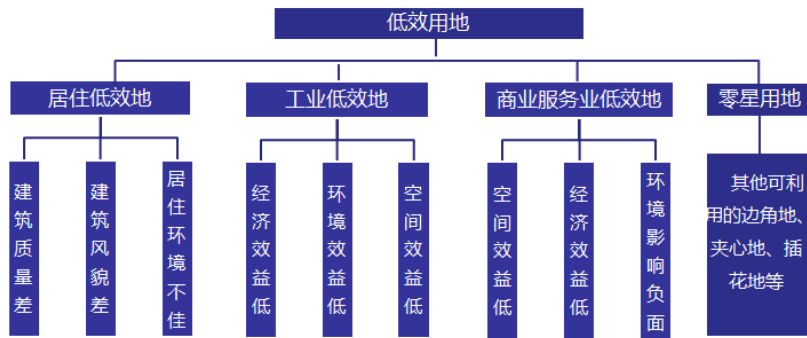 低效用地
居住低效地
工业低效地
商业服务业低效地
零星用地
建筑质量差
建筑风貌差
居住环境不佳
经济效益低
环境效益低
空间效益低
空间效益低
经济效益低
环境影响负面
其他可利
用的边角地、
夹心地、插
花地等